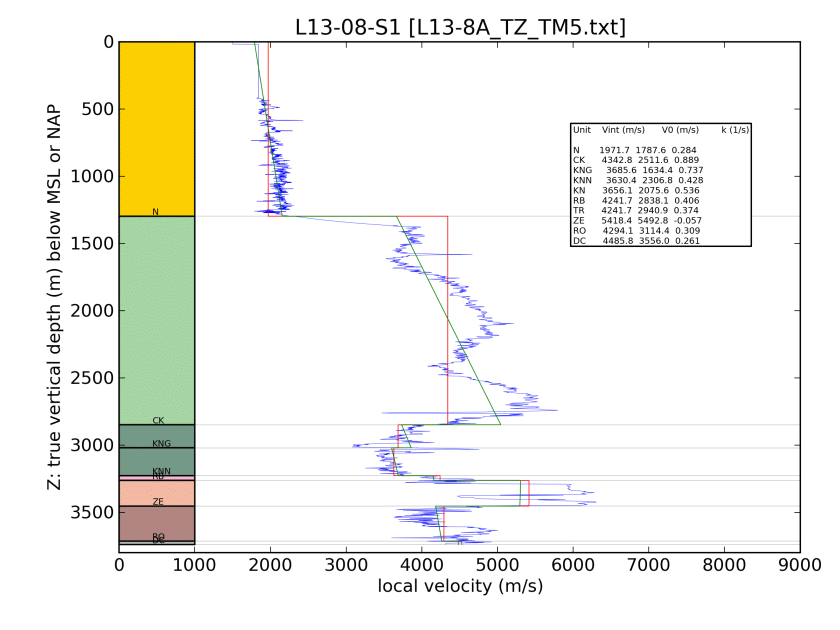 L13-08-S1 [L13-8A_TZ_TM5.txt]
0
500
1000
1500
2000
2500
3000
3500
Z: true vertical depth (m) below MSL or NAP
N
CK
KNG
KNN
RB
ZE
RO
DC
Unit Vint (m/s) V0 (m/s) k (1/s)
N 1971.7 1787.6 0.284
CK 4342.8 2511.6 0.889
KNG 3685.6 1634.4 0.737
KNN 3630.4 2306.8 0.428
KN 3656.1 2075.6 0.536
RB 4241.7 2838.1 0.406
TR 4241.7 2940.9 0.374
ZE 5418.4 5492.8 -0.057
RO 4294.1 3114.4 0.309
DC 4485.8 3556.0 0.261
0 1000 2000 3000 4000 5000 6000 7000 8000 9000
local velocity (m/s)